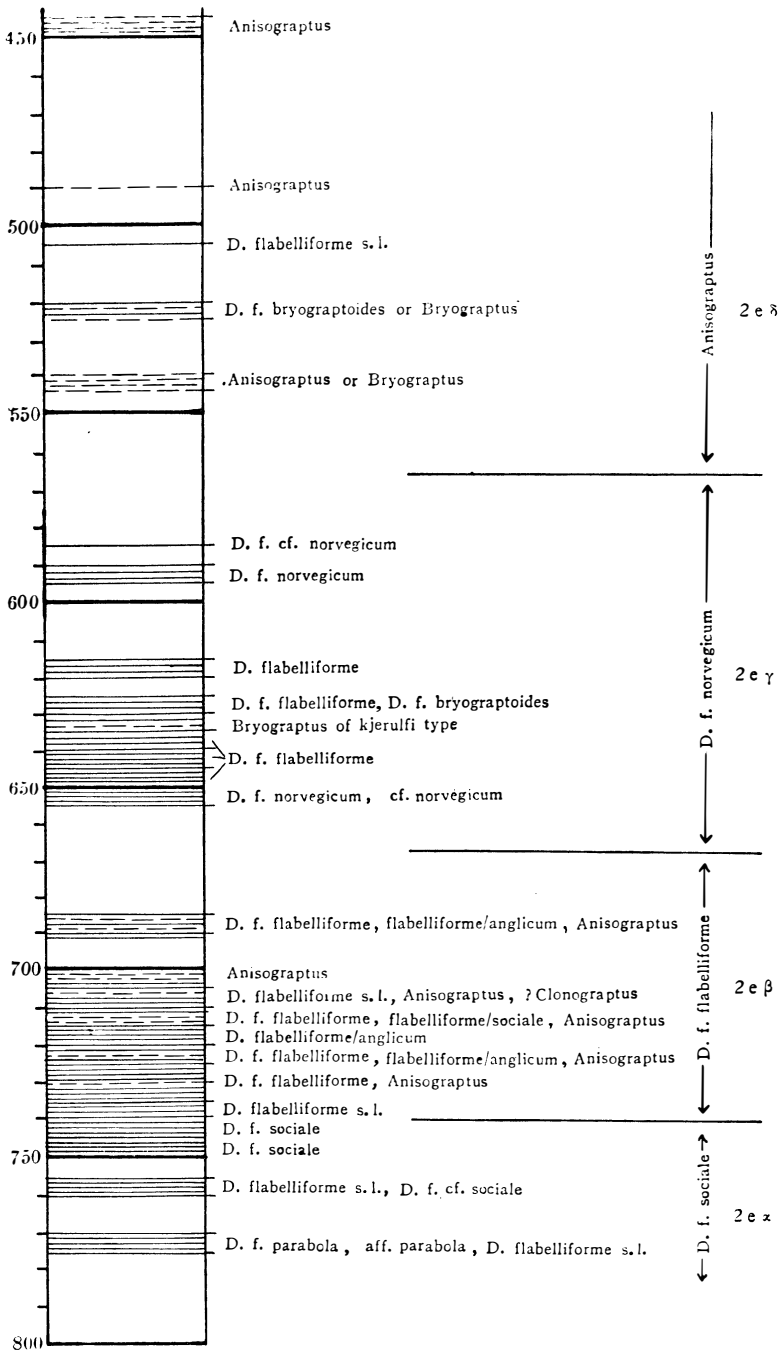 Anisograptus
450
Anisograptus
500
D. flabelliforme s. l.
D. f. bryograptoides or Bryograptus
Anisograptus
2 e δ
Anisograptus or Bryograptus
550
D. f. cf. norvegicum
D. f. norvegicum
600
D. flabelliforme
D. f. norvegicum
2 e γ
D. f. flabelliforme, D. f. bryograptoides
Bryograptus of kjerulfi type
D. f. flabelliforme
650
D. f. norvegicum, cf. norvegicum
D. f. flabelliforme, flabelliforme/anglicum, Anisograptus
700
Anisograptus
D. flabelliforme s. l., Anisograptus, ? Clonograptus
D. f. flabelliforme
2 e β
D. f. flabelliforme, flabelliforme/sociale, Anisograptus
D. flabelliforme/anglicum
D. f. flabelliforme, flabelliforme/anglicum, Anisograptus
D. f. flabelliforme, Anisograptus
D. flabelliforme s. l.
D. f. sociale
D. f. sociale
750
D. flabelliforme s. l., D. f. cf. sociale
D. f. sociale
2 e α
D. f. parabola, aff. parabola, D. flabelliforme s. l.
800